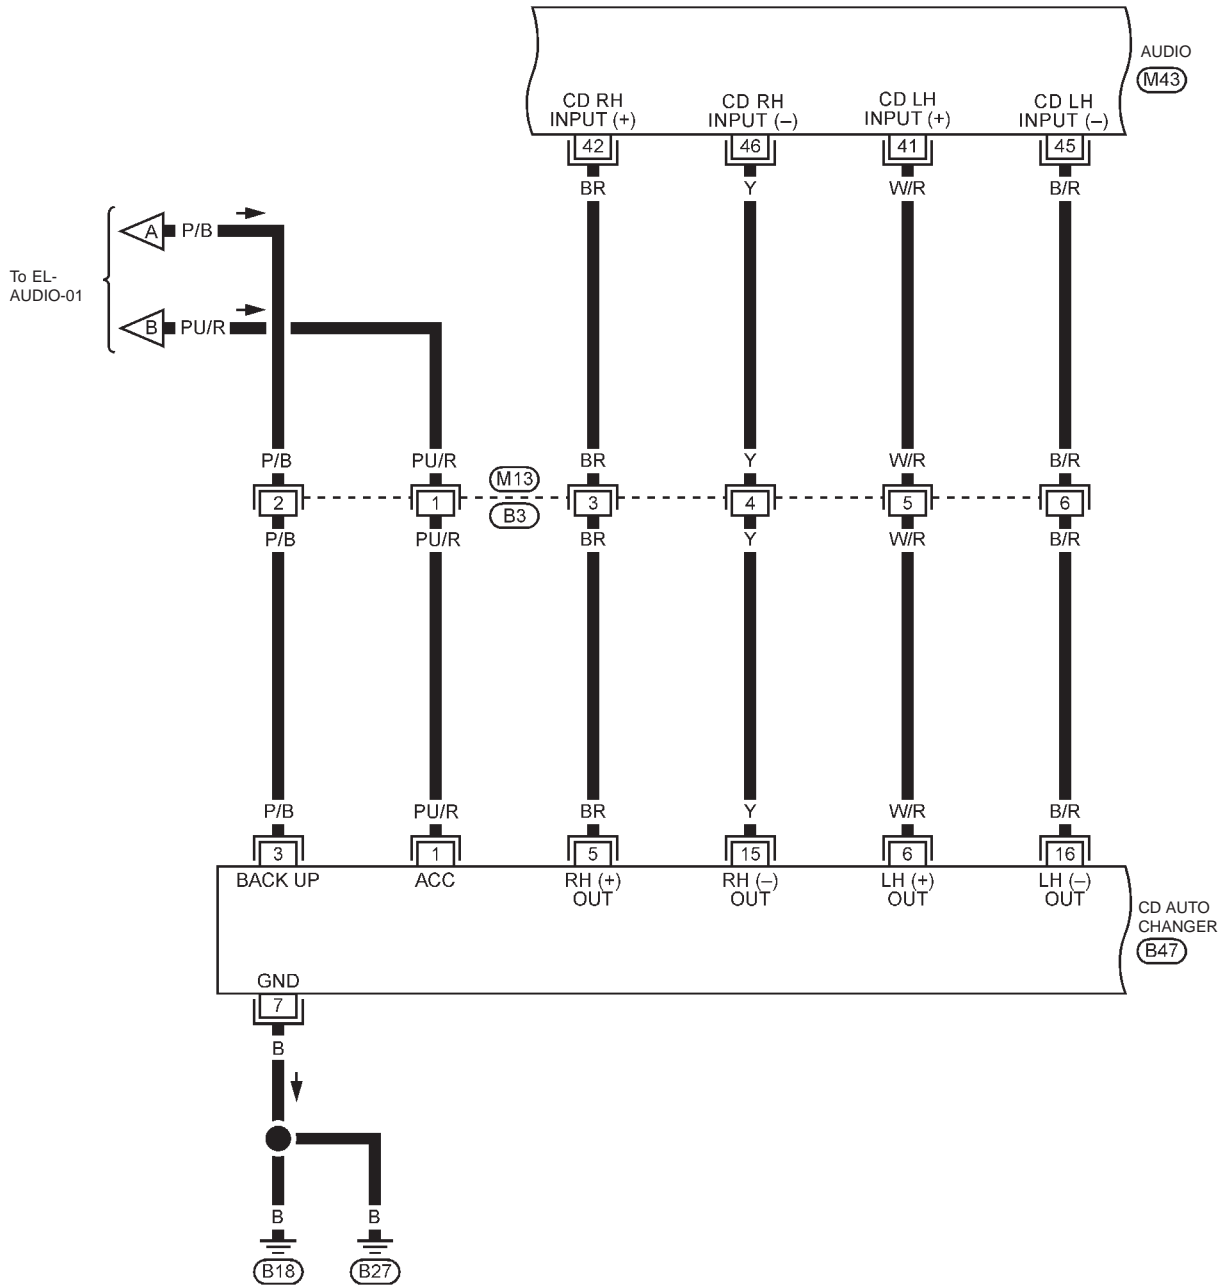 AUDIO
M43
CD RH
INPUT (+)
CD RH
INPUT (–)
CD LH
INPUT (+)
CD LH
INPUT (–)
42
46
41
45
BR
Y
W/R
B/R
A
P/B
To EL-
AUDIO-01
B
PU/R
P/B
PU/R
M13
BR
Y
W/R
B/R
2
1
3
4
5
6
B3
P/B
PU/R
BR
Y
W/R
B/R
P/B
PU/R
BR
Y
W/R
B/R
3
1
5
15
6
16
BACK UP
ACC
RH (+)
OUT
RH (–)
OUT
LH (+)
OUT
LH (–)
OUT
CD AUTO
CHANGER
B47
GND
7
B
B
B
B18
B27